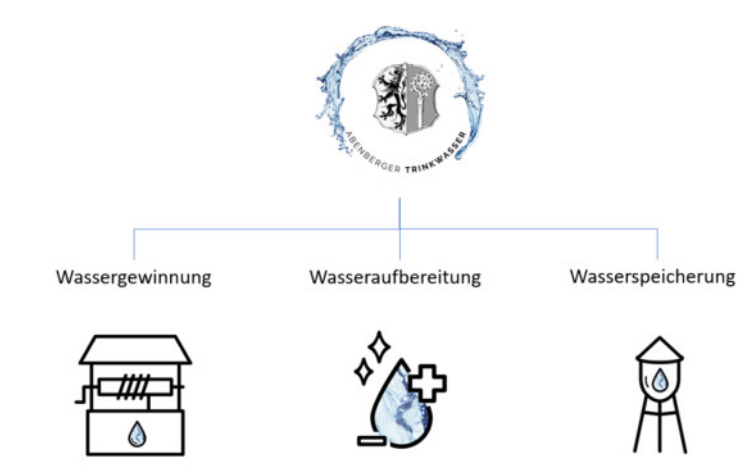 ABENBERGER TRINKWASSER
Wassergewinnung
Wasseraufbereitung
Wasserspeicherung